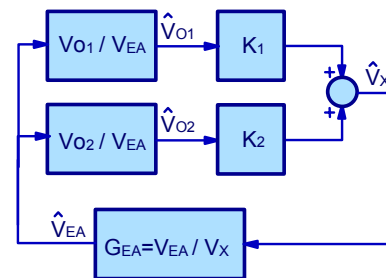 Vo1 / VEA
V̂O1
K1
+
V̂X
Vo2 / VEA
V̂O2
K2
+
V̂EA
GEA=VEA / VX